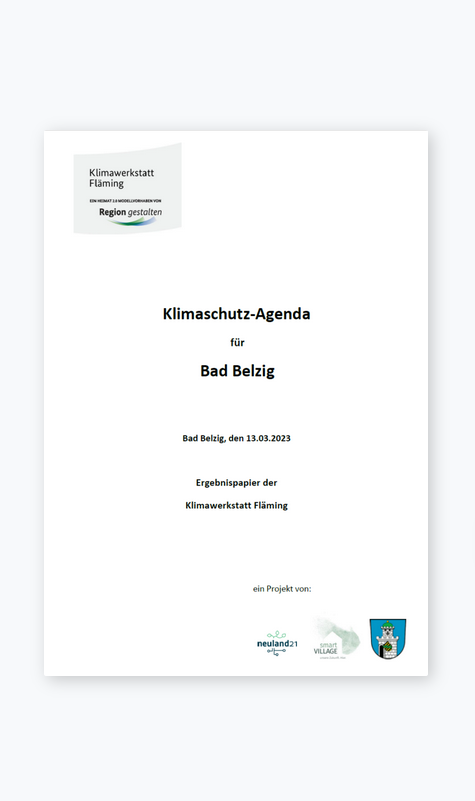 Klimawerkstatt
Fläming
EIN HEIMAT 2.0 MODELLVORHABEN VON
Region gestalten
Klimaschutz-Agenda
für
Bad Belzig
Bad Belzig, den 13.03.2023
Ergebnispapier der
Klimawerkstatt Fläming
ein Projekt von:
neuland21
smart
VILLAGE